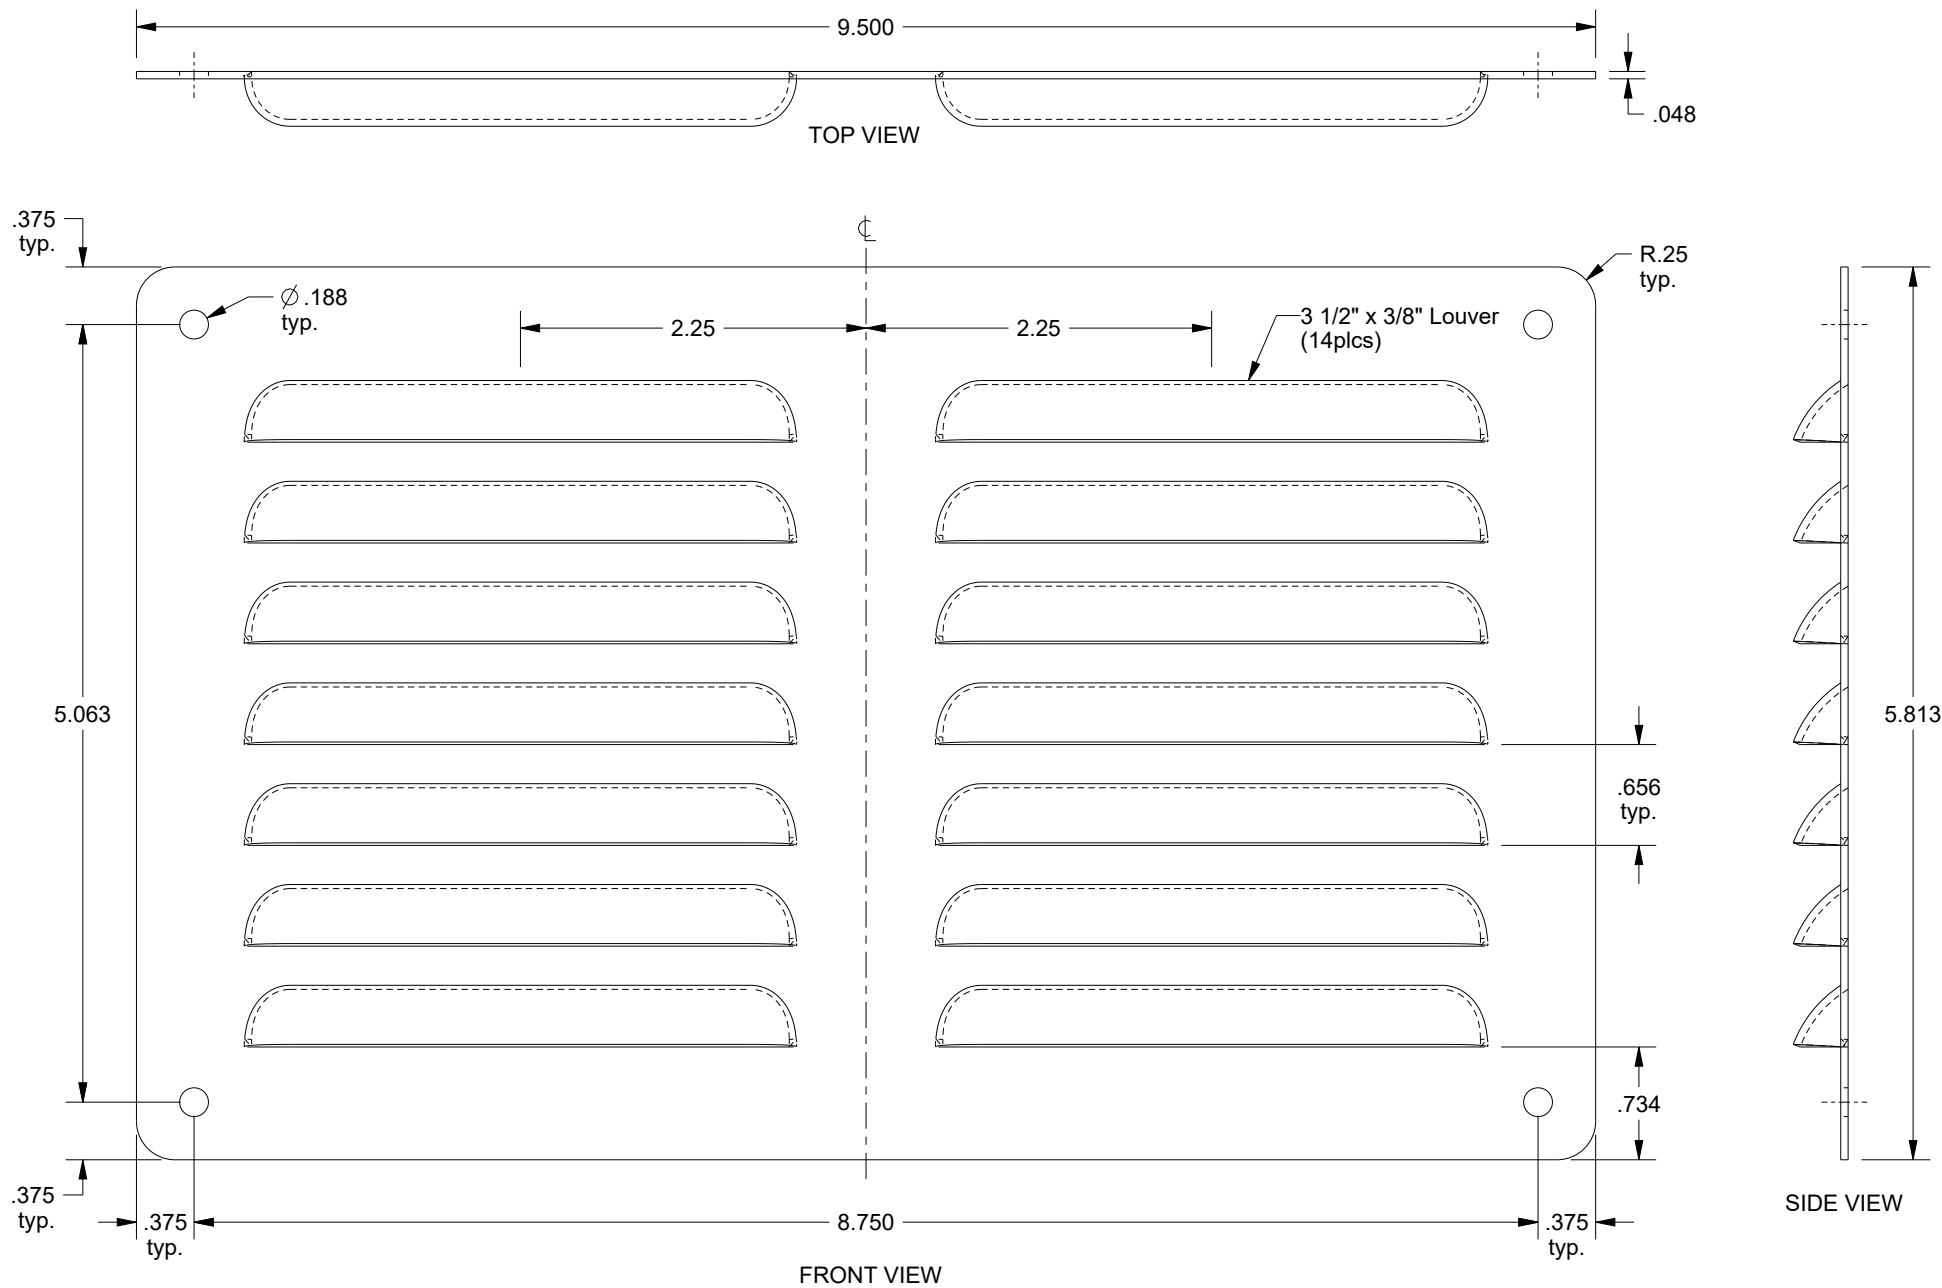 9.500
.048
TOP VIEW
.375
typ.
℄
R.25
typ.
⌀ .188
typ.
2.25
2.25
3 1/2" x 3/8" Louver
(14plcs)
5.063
5.813
.656
typ.
.734
.375
typ.
.375
typ.
8.750
.375
typ.
SIDE VIEW
FRONT VIEW